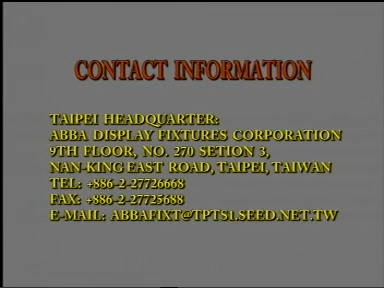 CONTACT INFORMATION
TAIPEI HEADQUARTER:
ABBA DISPLAY FIXTURES CORPORATION
9TH FLOOR, NO. 270 SETION 3,
NAN-KING EAST ROAD, TAIPEI, TAIWAN
TEL: +886-2-27726668
FAX: +886-2-27725688
E-MAIL: ABBAFIXT@TPTS1.SEED.NET.TW